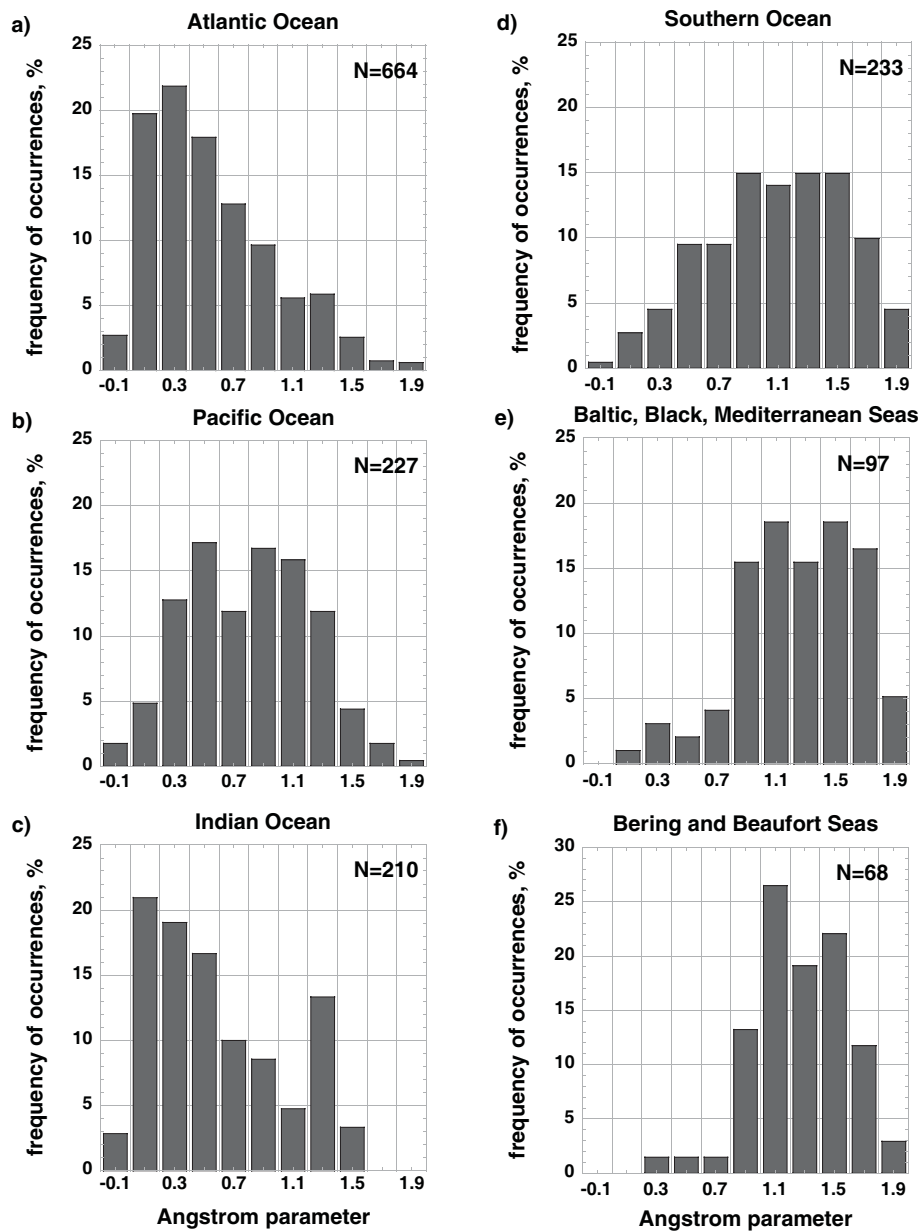 a)
Atlantic Ocean
N=664
frequency of occurrences, %
25
20
15
10
5
0
-0.1 0.3 0.7 1.1 1.5 1.9
b)
Pacific Ocean
N=227
frequency of occurrences, %
25
20
15
10
5
0
-0.1 0.3 0.7 1.1 1.5 1.9
c)
Indian Ocean
N=210
frequency of occurrences, %
25
20
15
10
5
0
-0.1 0.3 0.7 1.1 1.5 1.9
Angstrom parameter
d)
Southern Ocean
N=233
frequency of occurrences, %
25
20
15
10
5
0
-0.1 0.3 0.7 1.1 1.5 1.9
e)
Baltic, Black, Mediterranean Seas
N=97
frequency of occurrences, %
25
20
15
10
5
0
-0.1 0.3 0.7 1.1 1.5 1.9
f)
Bering and Beaufort Seas
N=68
frequency of occurrences, %
30
25
20
15
10
5
0
-0.1 0.3 0.7 1.1 1.5 1.9
Angstrom parameter